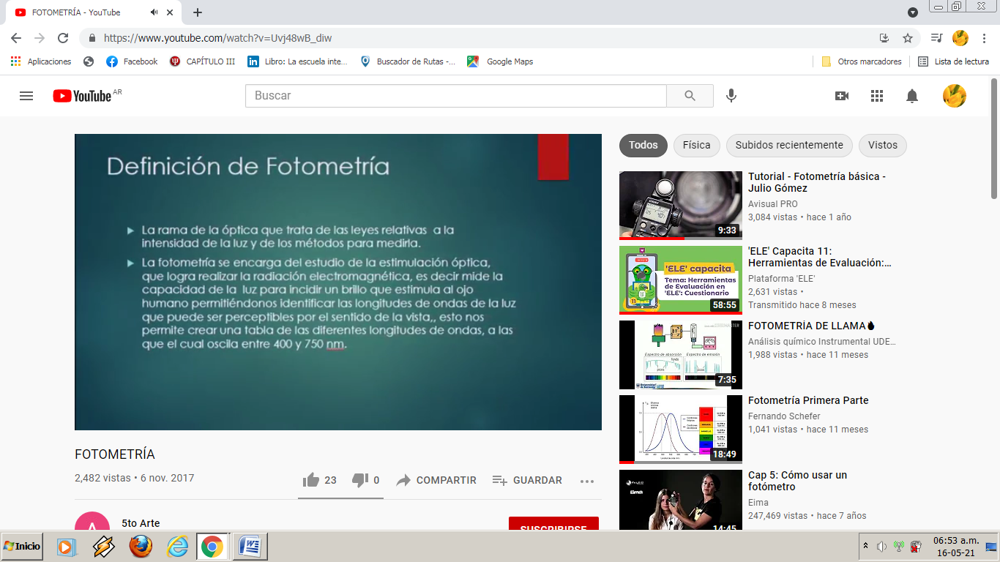 FOTOMETRÍA - YouTube
https://www.youtube.com/watch?v=Uvj48wB_diw
Aplicaciones
Facebook
CAPÍTULO III
Libro: La escuela inte...
Buscador de Rutas -...
Google Maps
Otros marcadores
Lista de lectura
YouTube AR
Buscar
Definición de Fotometría
La rama de la óptica que trata de las leyes relativas a la
intensidad de la luz y de los métodos para medirla.
La fotometría se encarga del estudio de la estimulación óptica,
que logra realizar la radiación electromagnética, es decir mide la
capacidad de la luz para incidir un brillo que estimula al ojo
humano permitiéndonos identificar las longitudes de ondas de la luz
que puede ser perceptibles por el sentido de la vista,, esto nos
permite crear una tabla de las diferentes longitudes de ondas, a las
que el cual oscila entre 400 y 750 nm.
FOTOMETRÍA
2,482 vistas • 6 nov. 2017
23
0
COMPARTIR
GUARDAR
5to Arte
SUSCRIBIRSE
Todos
Física
Subidos recientemente
Vistos
9:33
Tutorial - Fotometría básica -
Julio Gómez
Avisual PRO
3,084 vistas • hace 1 año
'ELE' capacita
Tema: Herramientas
de Evaluación en
'ELE': Cuestionario
11
58:55
'ELE' Capacita 11:
Herramientas de Evaluación:...
Plataforma 'ELE'
2,631 vistas •
Transmitido hace 8 meses
Espectro de absorción
Espectro de emisión
7:35
FOTOMETRÍA DE LLAMA
Análisis químico Instrumental UDE...
1,988 vistas • hace 11 meses
18:49
Fotometría Primera Parte
Fernando Schefer
1,041 vistas • hace 11 meses
Eima
14:45
Cap 5: Cómo usar un
fotómetro
Eima
247,469 vistas • hace 7 años
Inicio
06:53 a.m.
16-05-21